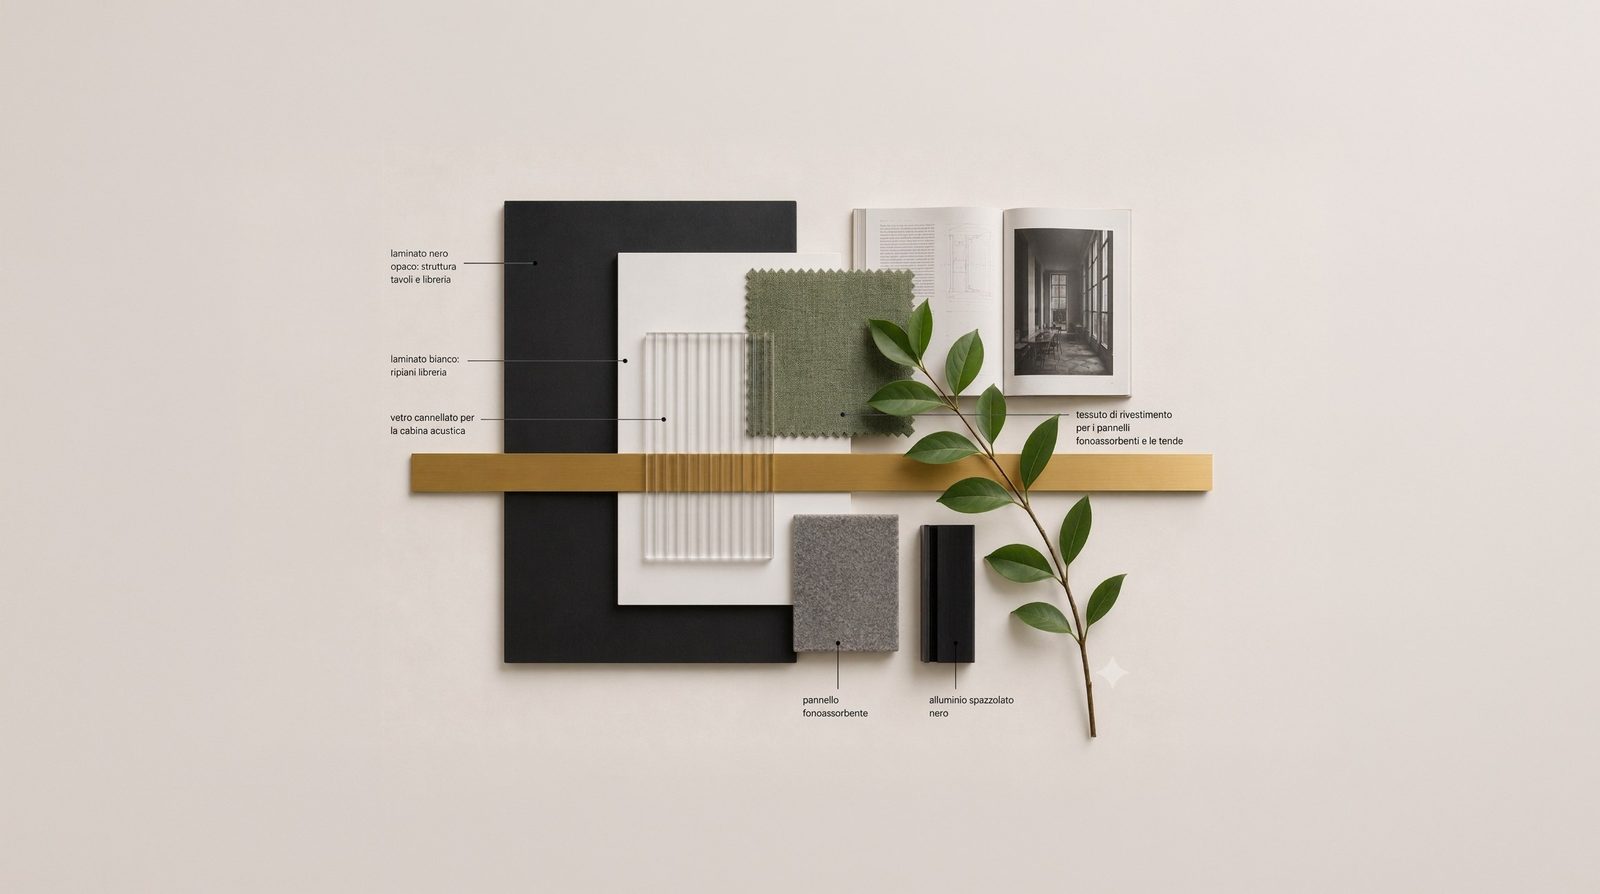 laminato nero
opaco: struttura
tavoli e libreria
laminato bianco:
ripiani libreria
vetro cannellato per
la cabina acustica
tessuto di rivestimento
per i pannelli
fonoassorbenti e le tende
pannello
fonoassorbente
alluminio spazzolato
nero